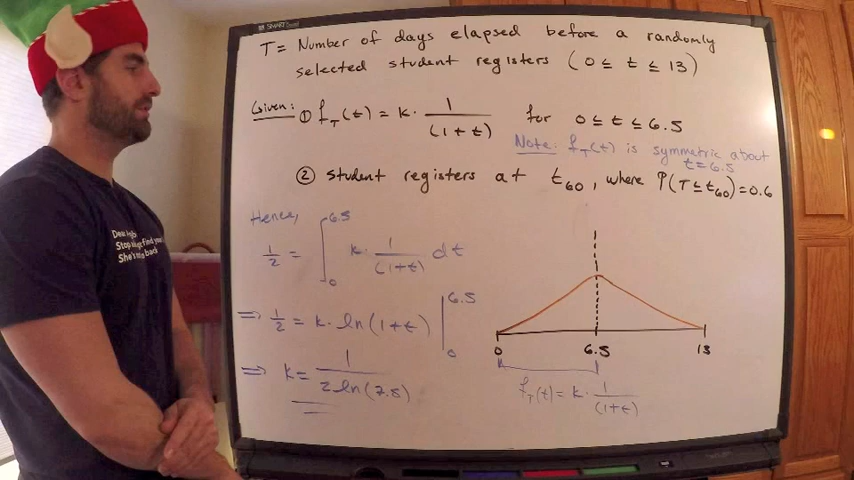 SMART
T = Number of days elapsed before a randomly
selected student registers (0 ≤ t ≤ 13)
Given: ① f_T(t) = k · 1/(1+t) for 0 ≤ t ≤ 6.5
Note: f_T(t) is symmetric about
t = 6.5
② Student registers at t_60, where P(T ≤ t_60) = 0.6
Hence,
1/2 = ∫_0^6.5 k · 1/(1+t) dt
⇒ 1/2 = k · ln(1+t) |_0^6.5
⇒ k = 1/(2 ln(7.5))
0 6.5 13
f_T(t) = k · 1/(1+t)
She's back